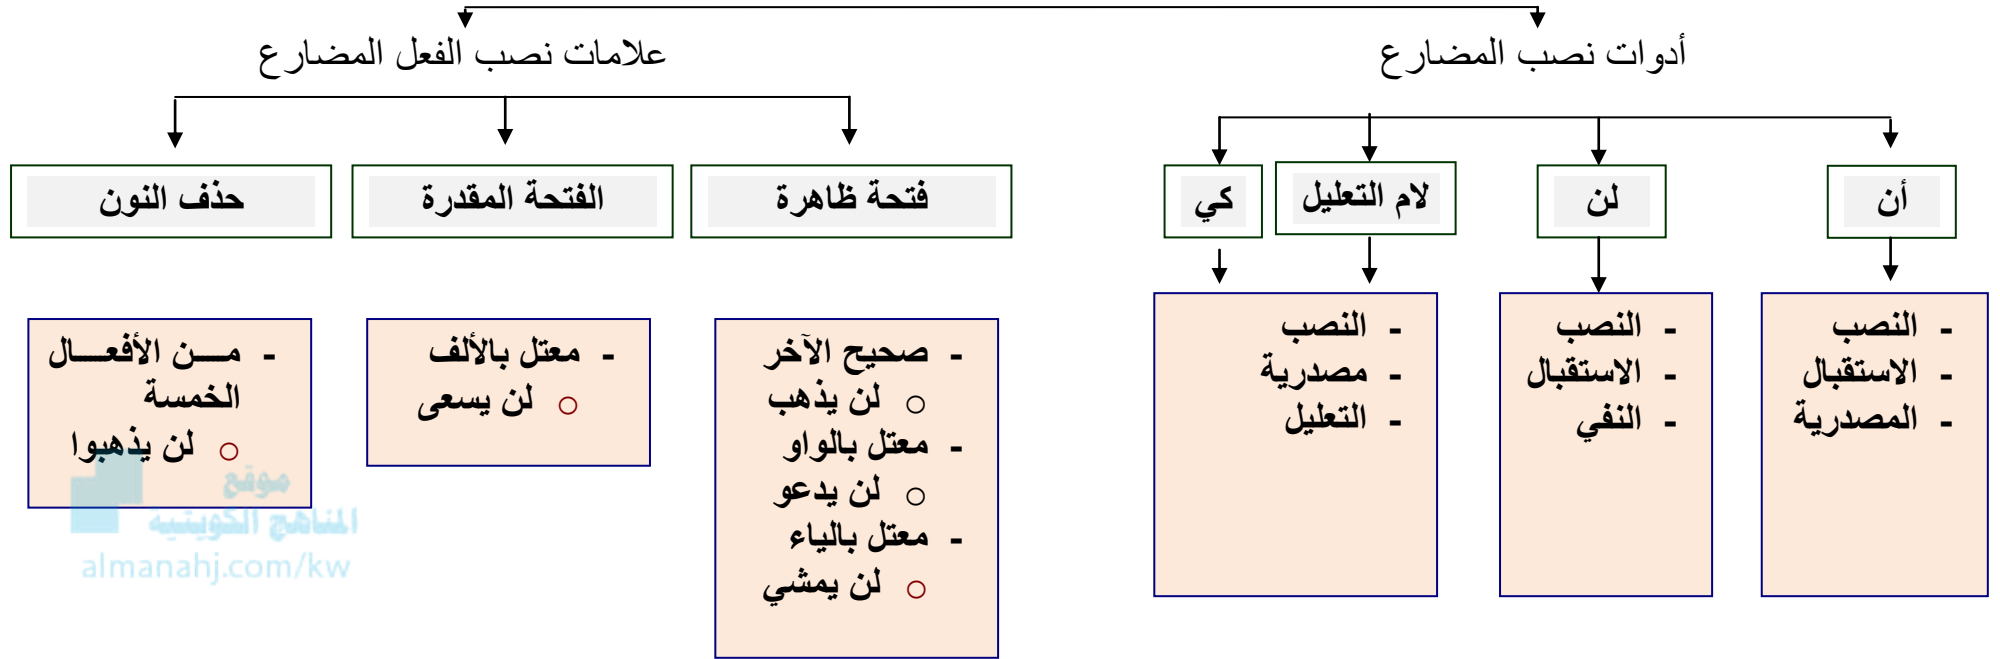 أدوات نصب المضارع
علامات نصب الفعل المضارع
أن
لن
لام التعليل
كي
فتحة ظاهرة
الفتحة المقدرة
حذف النون
- النصب
- الاستقبال
- المصدرية
- النصب
- الاستقبال
- النفي
- النصب
- مصدرية
- التعليل
- صحيح الآخر
○ لن يذهب
- معتل بالواو
○ لن يدعو
- معتل بالياء
○ لن يمشي
- معتل بالألف
○ لن يسعى
- مـــن الأفعـــال
الخمسة
○ لن يذهبوا
موقع
المناهج الكويتية
almanahj.com/kw